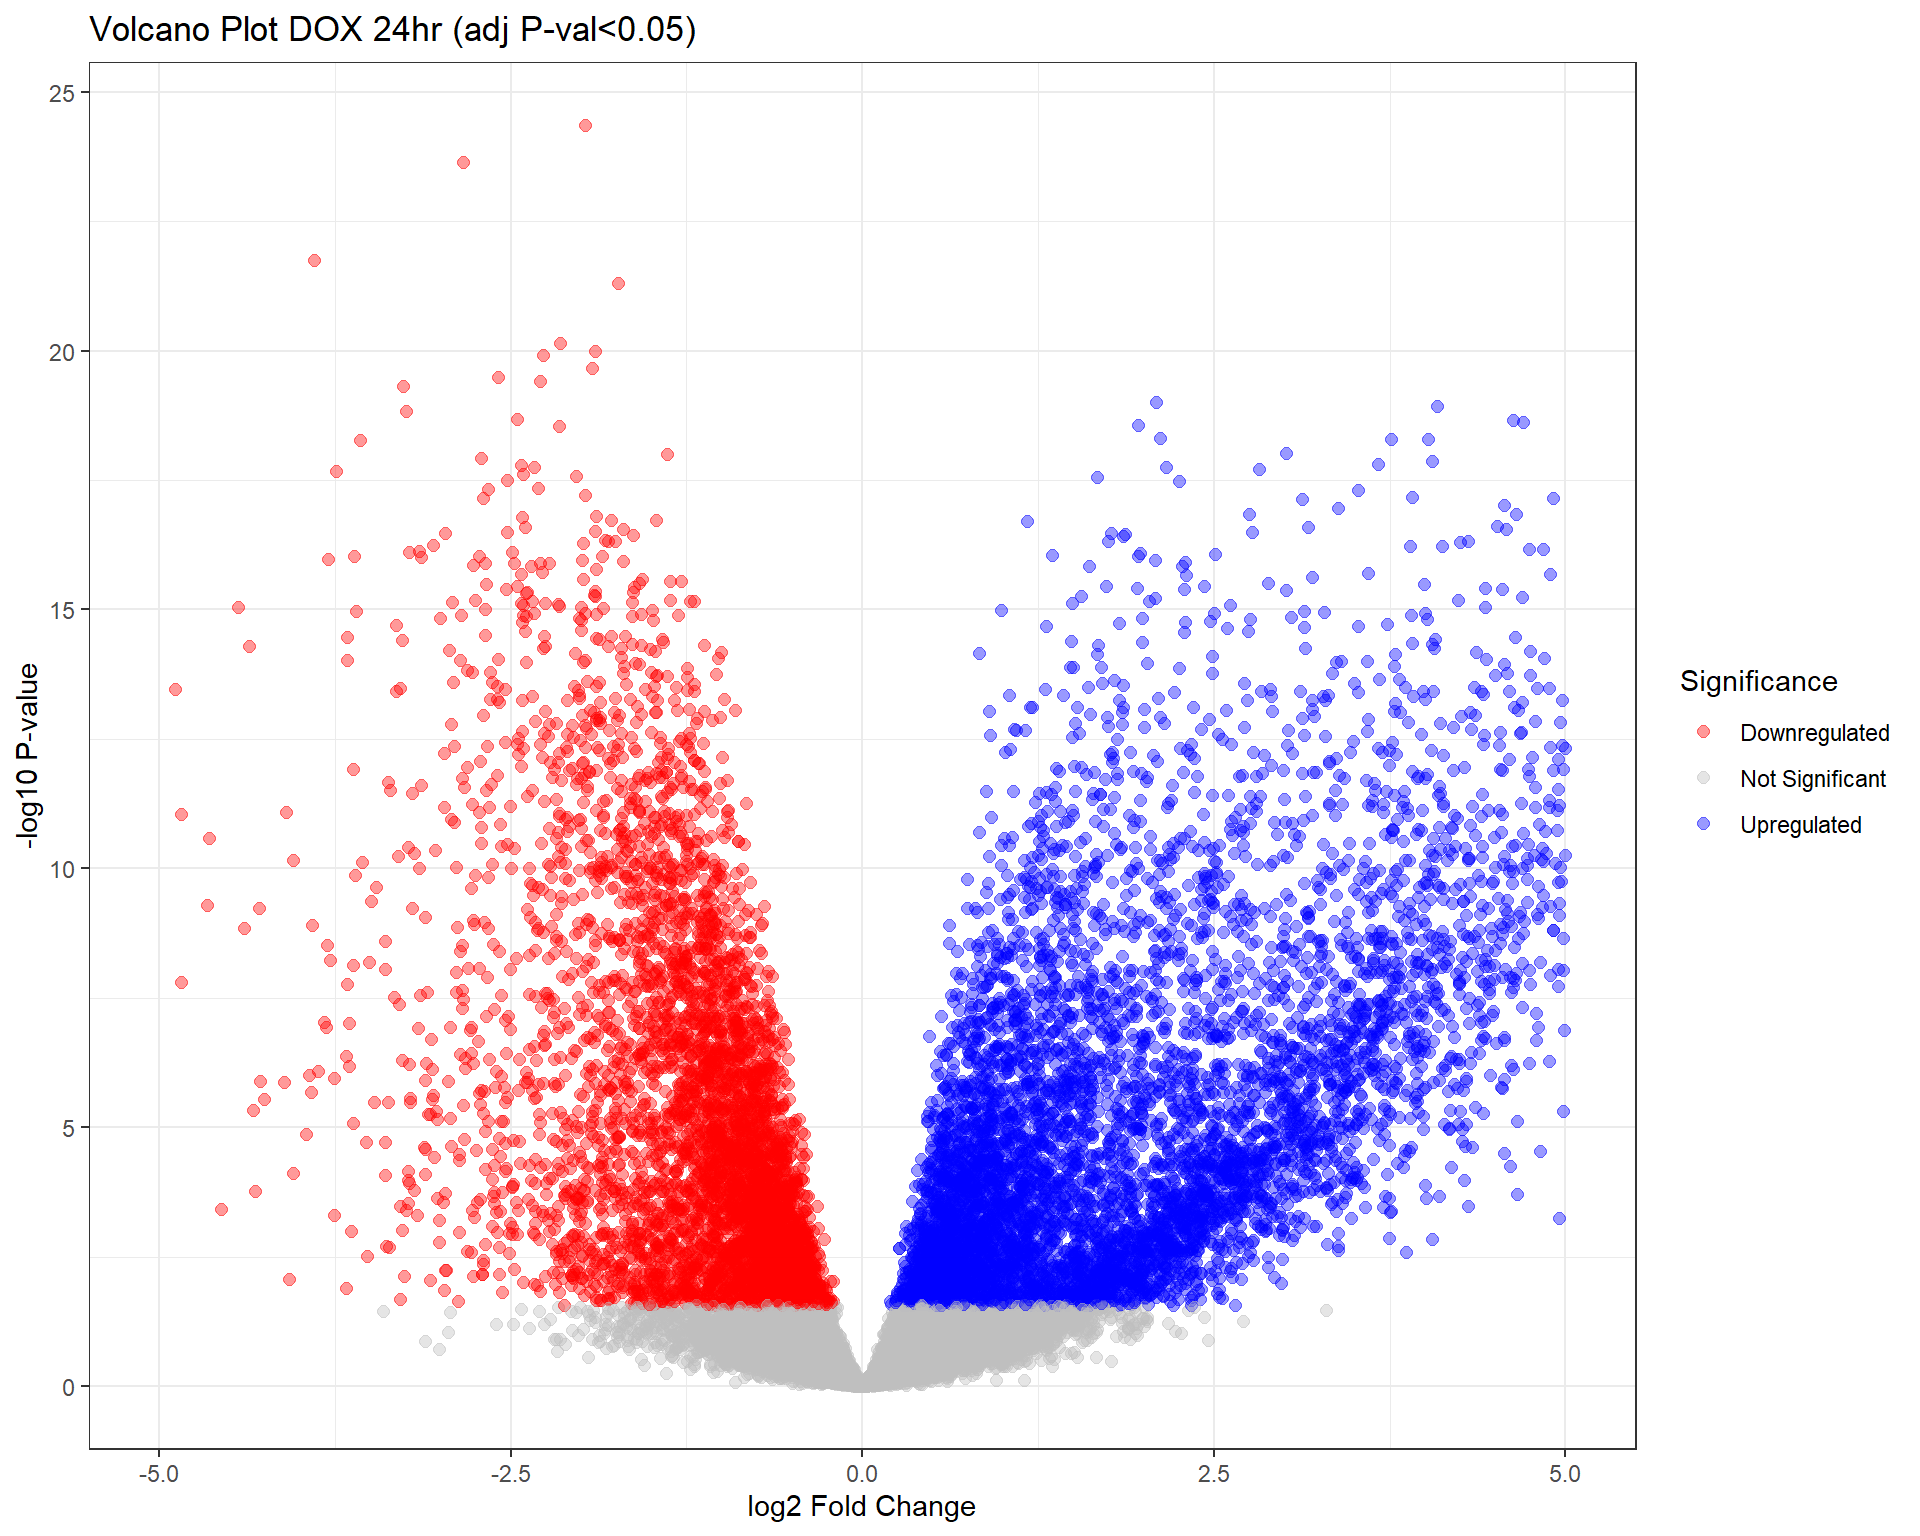 Volcano Plot DOX 24hr (adj P-val<0.05)
25
20
15
10
5
0
-log10 P-value
-5.0
-2.5
0.0
2.5
5.0
log2 Fold Change
Significance
Downregulated
Not Significant
Upregulated